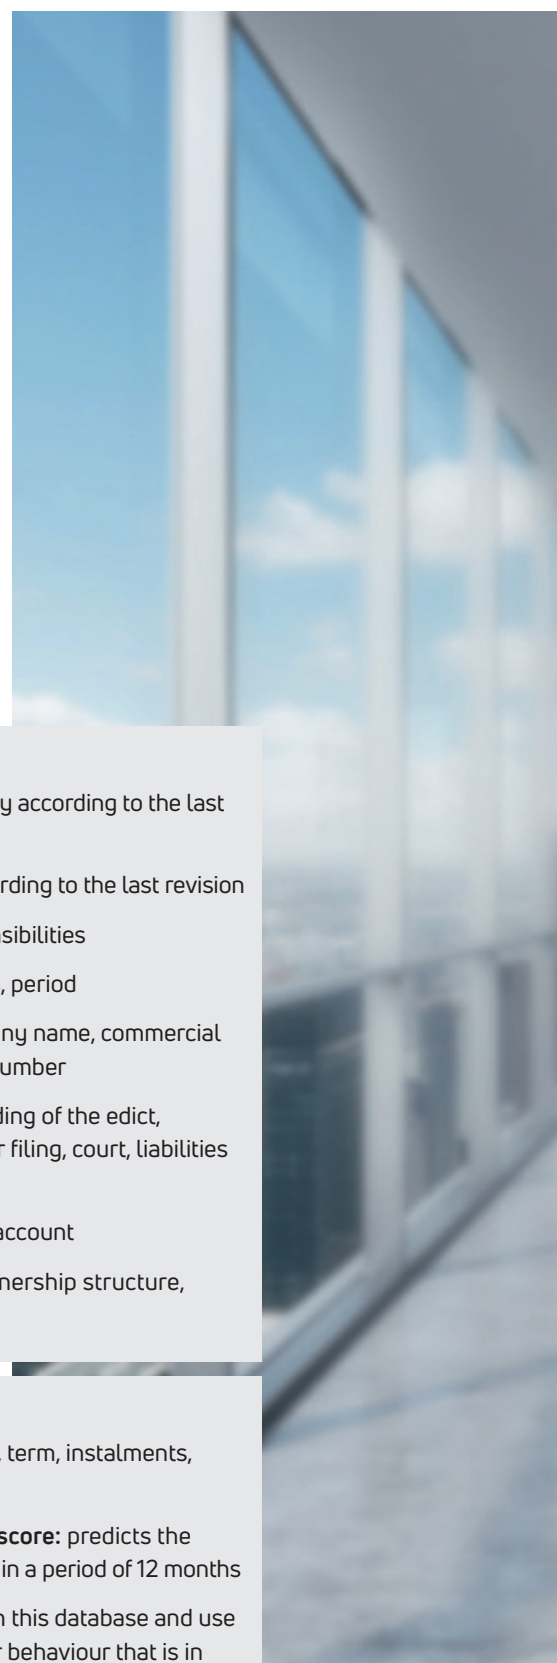 y according to the last
rding to the last revision
sibilities
, period
ny name, commercial
umber
ding of the edict,
r filing, court, liabilities
account
nership structure,
, term, instalments,
score: predicts the
in a period of 12 months
n this database and use
r behaviour that is in